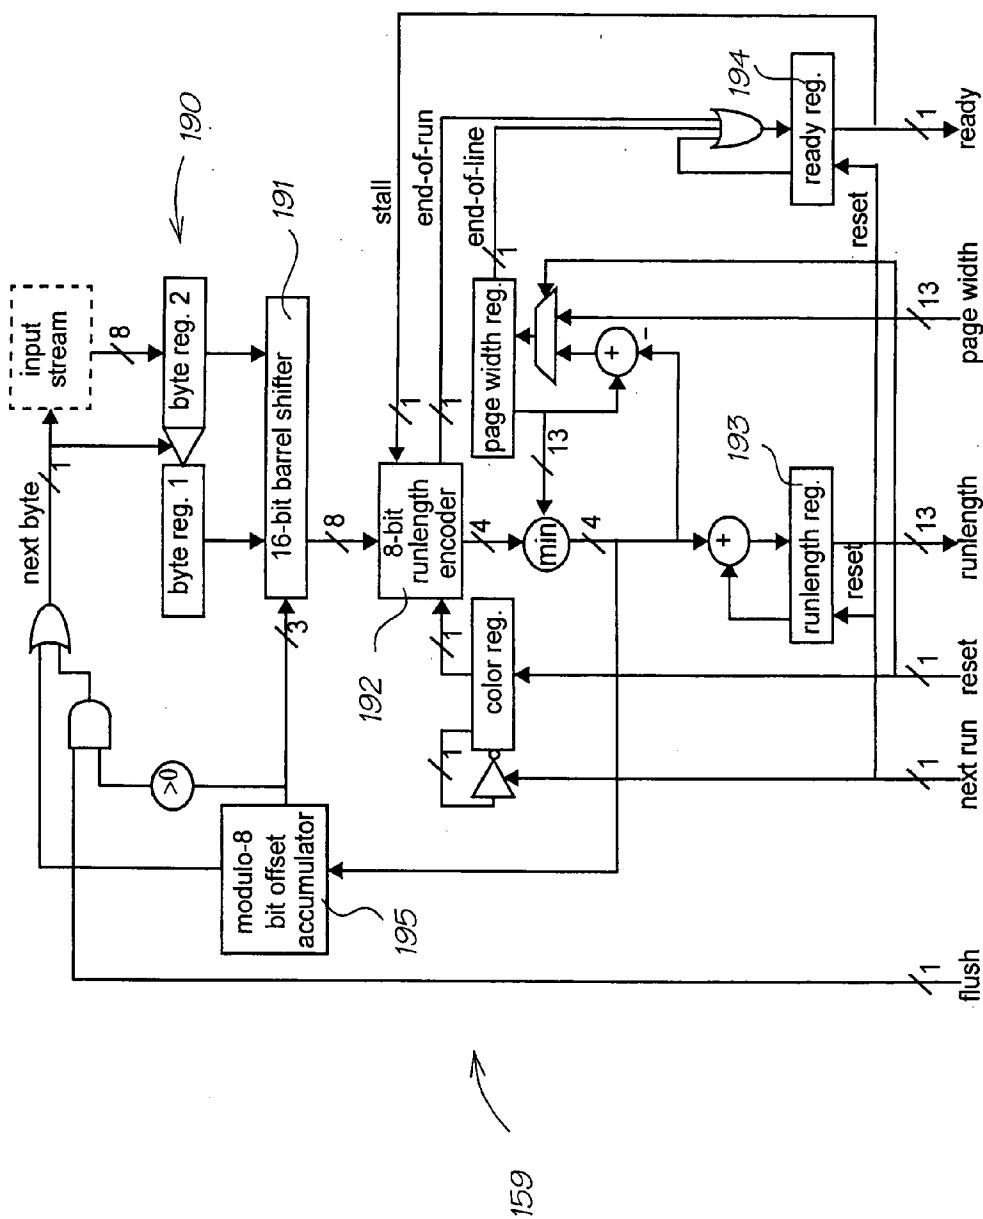 input
stream
8
190
next byte
1
byte reg. 1
byte reg. 2
16-bit barrel shifter
191
3
8
>0
modulo-8
bit offset
accumulator
195
8-bit
runlength
encoder
192
1
1
stall
1
end-of-run
4
min
4
13
color reg.
1
page width reg.
1
end-of-line
+
−
+
runlength reg.
193
reset
ready reg.
194
reset
1
flush
1
next run
1
reset
13
runlength
13
page width
1
ready
159